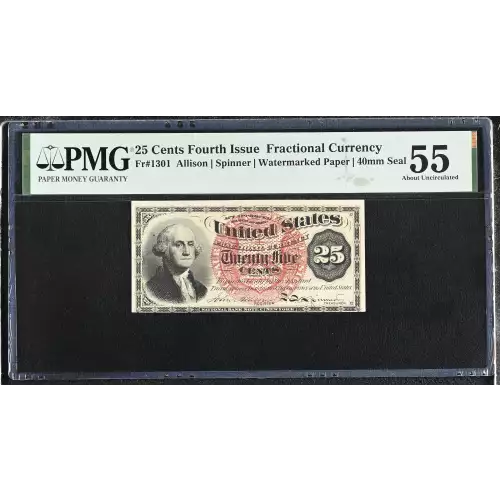 PMG
PAPER MONEY GUARANTY
25 Cents Fourth Issue Fractional Currency
Fr#1301 Allison | Spinner | Watermarked Paper | 40mm Seal
55
About Uncirculated
United States
Twenty Five
CENTS
25